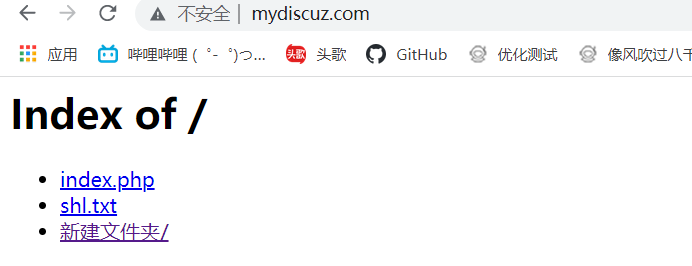 不安全 | mydiscuz.com
应用 哔哩哔哩 ( ゜- ゜)つ... 头歌 头歌 GitHub 优化测试 像风吹过八千
Index of /
index.php
shl.txt
新建文件夹/